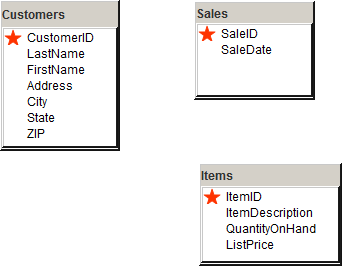 Customers
CustomerID
LastName
FirstName
Address
City
State
ZIP
Sales
SaleID
SaleDate
Items
ItemID
ItemDescription
QuantityOnHand
ListPrice